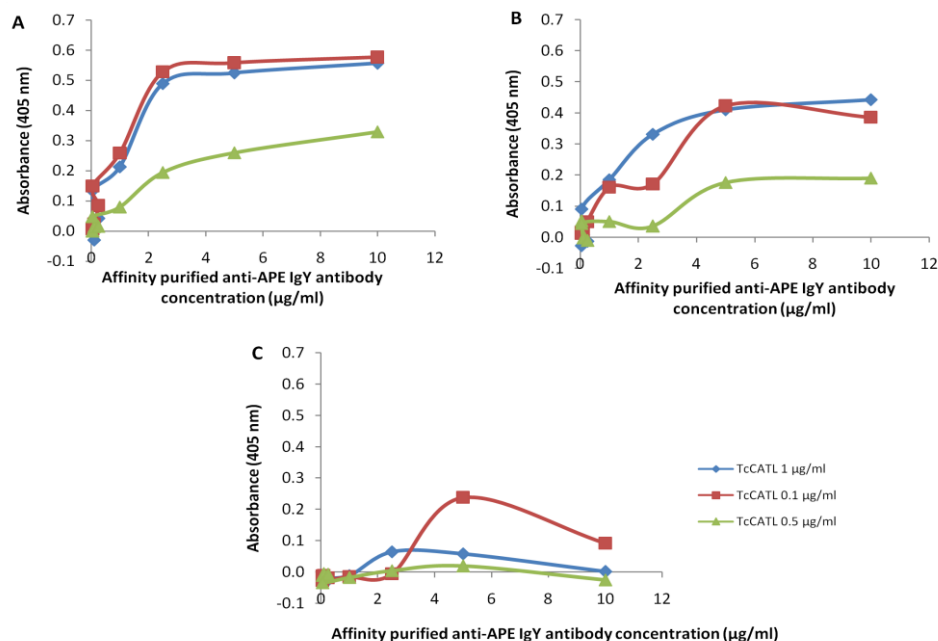 A
0.7
0.6
0.5
0.4
0.3
0.2
0.1
0.0
-0.1
Absorbance (405 nm)
0 2 4 6 8 10 12
Affinity purified anti-APE IgY antibody
concentration (µg/ml)
B
0.7
0.6
0.5
0.4
0.3
0.2
0.1
0.0
-0.1
Absorbance (405 nm)
0 2 4 6 8 10 12
Affinity purified anti-APE IgY antibody
concentration (µg/ml)
C
0.7
0.6
0.5
0.4
0.3
0.2
0.1
0.0
-0.1
Absorbance (405 nm)
0 2 4 6 8 10 12
Affinity purified anti-APE IgY antibody concentration (µg/ml)
TcCATL 1 µg/ml
TcCATL 0.1 µg/ml
TcCATL 0.5 µg/ml